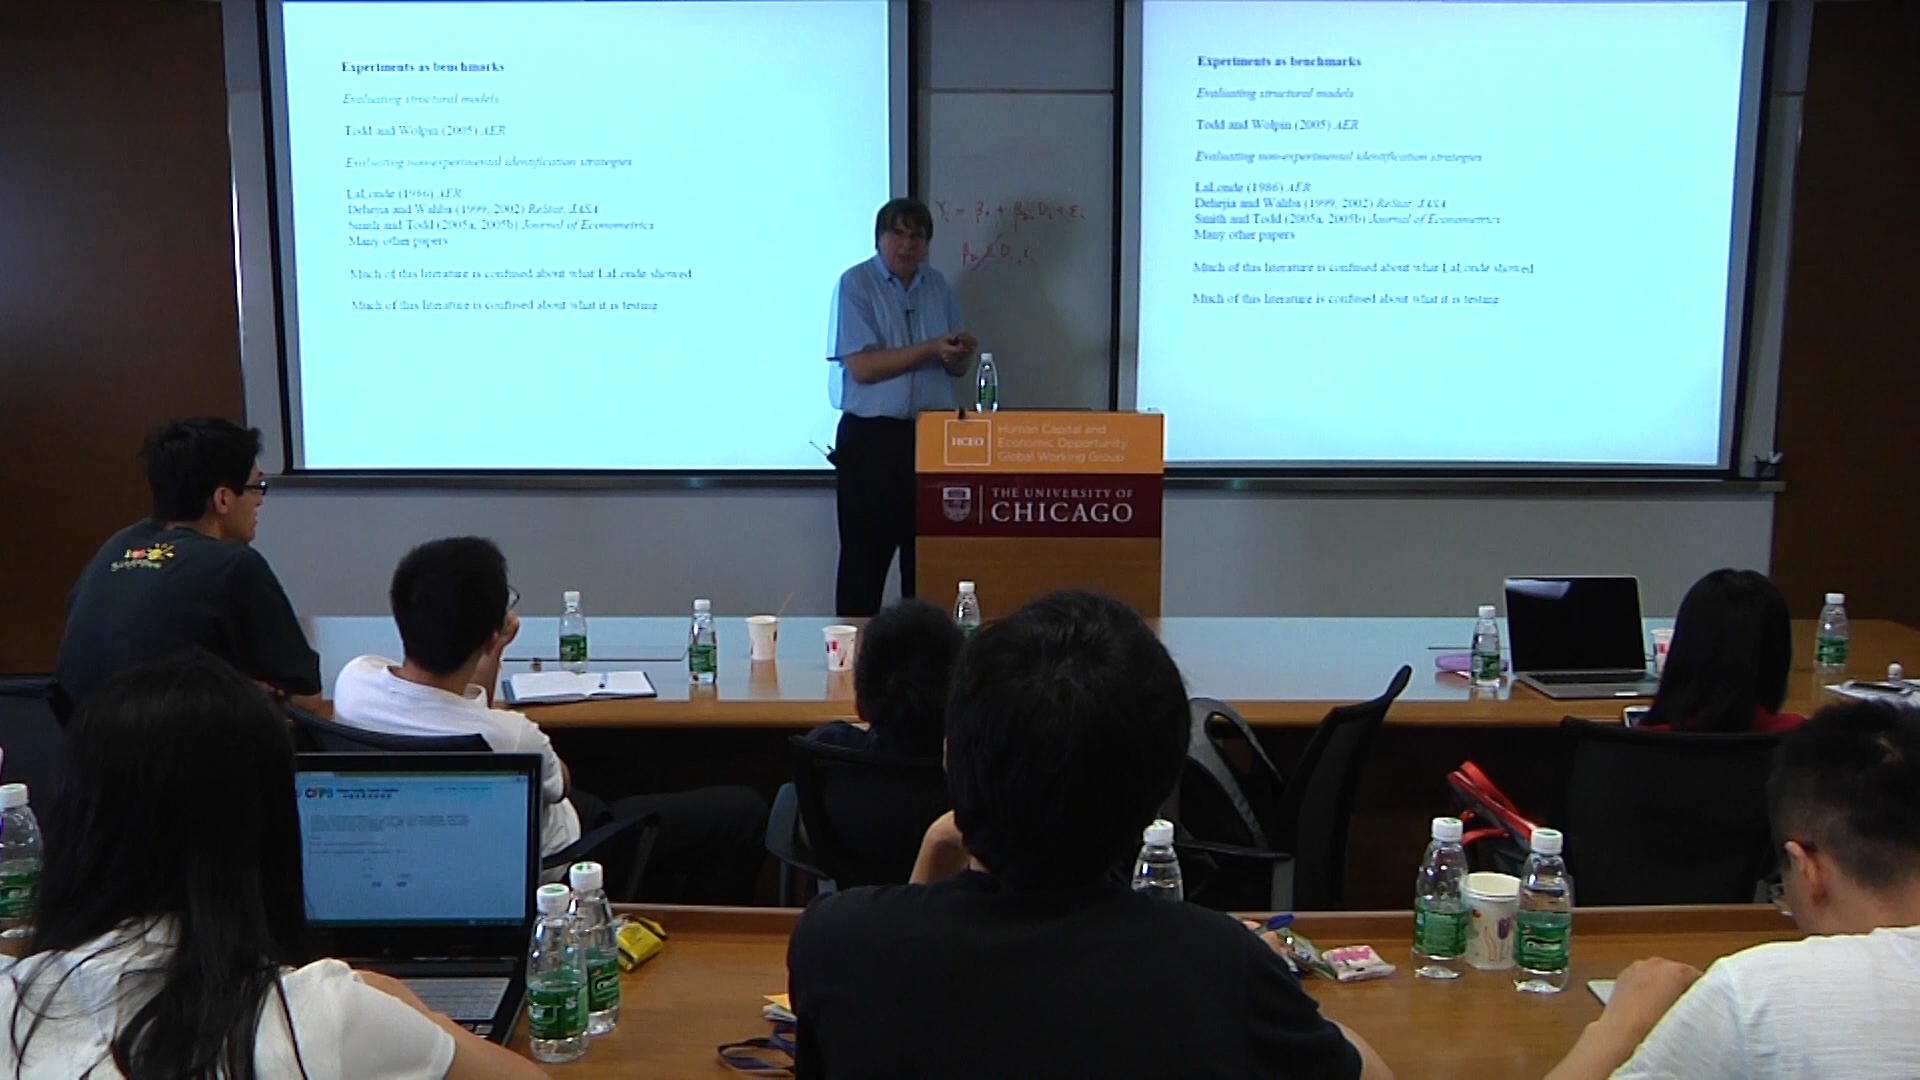 Experiments as benchmarks
Evaluating structural models
Todd and Wolpin (2005) AER
Evaluating non-experimental identification strategies
LaLonde (1986) AER
Dehejia and Wahba (1999, 2002) ReStat, JASA
Smith and Todd (2005a, 2005b) Journal of Econometrics
Many other papers
Much of this literature is confused about what LaLonde showed
Much of this literature is confused about what it is testing
Experiments as benchmarks
Evaluating structural models
Todd and Wolpin (2005) AER
Evaluating non-experimental identification strategies
LaLonde (1986) AER
Dehejia and Wahba (1999, 2002) ReStat, JASA
Smith and Todd (2005a, 2005b) Journal of Econometrics
Many other papers
Much of this literature is confused about what LaLonde showed
Much of this literature is confused about what it is testing
HCEO
Human Capital and
Economic Opportunity
Global Working Group
THE UNIVERSITY OF
CHICAGO
CFPS